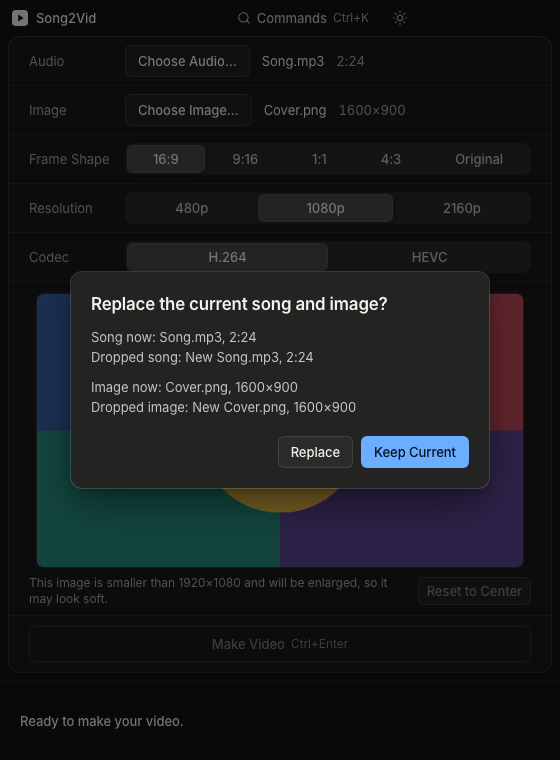 Song2Vid
Commands Ctrl+K
Audio
Choose Audio...
Song.mp3 2:24
Image
Choose Image...
Cover.png 1600×900
Frame Shape
16:9 9:16 1:1 4:3 Original
Resolution
480p 1080p 2160p
Codec
H.264 HEVC
Replace the current song and image?
Song now: Song.mp3, 2:24
Dropped song: New Song.mp3, 2:24
Image now: Cover.png, 1600×900
Dropped image: New Cover.png, 1600×900
Replace
Keep Current
This image is smaller than 1920×1080 and will be enlarged, so it
may look soft.
Reset to Center
Make Video Ctrl+Enter
Ready to make your video.